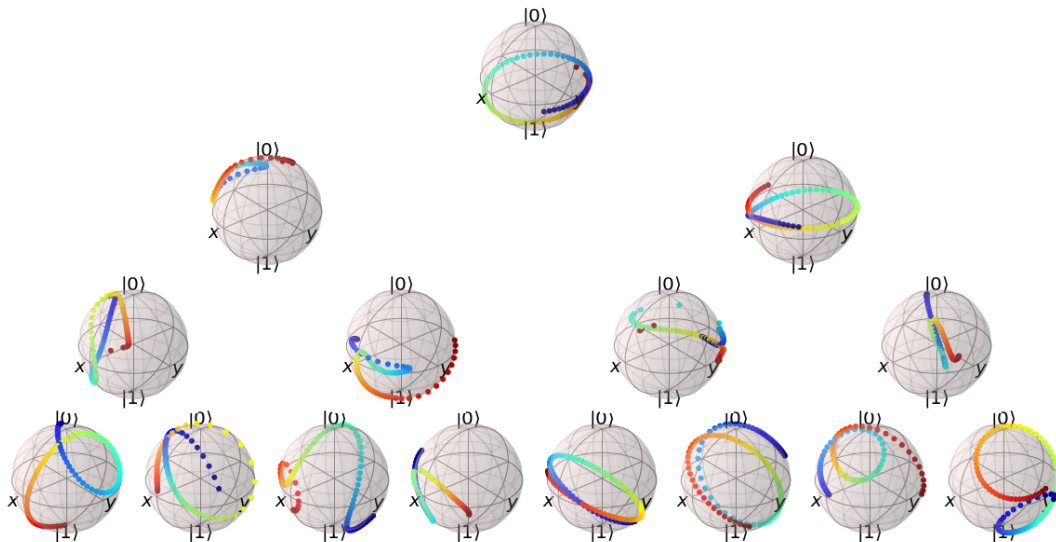 |0⟩
x y
|1⟩
|0⟩ |0⟩
x y x y
|1⟩ |1⟩
|0⟩ |0⟩ |0⟩ |0⟩
x y x y x y x y
|1⟩ |1⟩ |1⟩ |1⟩
|0⟩ |0⟩ |0⟩ |0⟩ |0⟩ |0⟩ |0⟩ |0⟩
x y x y x y x y x y x y x y x y
|1⟩ |1⟩ |1⟩ |1⟩ |1⟩ |1⟩ |1⟩ |1⟩